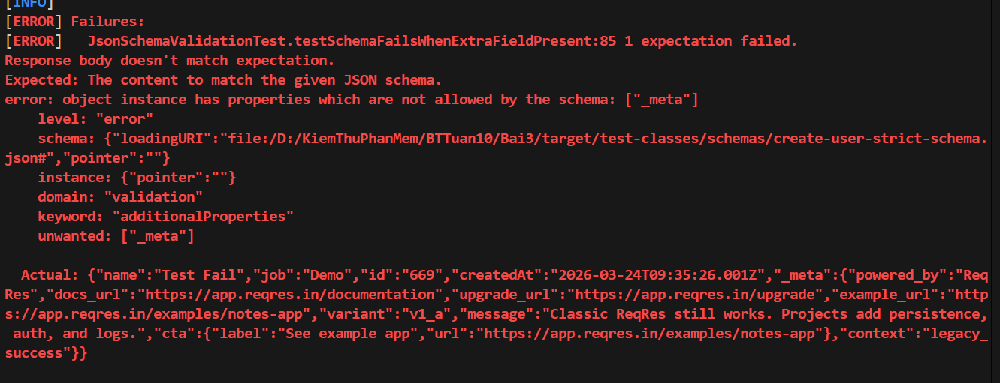 [INFO]
[ERROR] Failures:
[ERROR]   JsonSchemaValidationTest.testSchemaFailsWhenExtraFieldPresent:85 1 expectation failed.
Response body doesn't match expectation.
Expected: The content to match the given JSON schema.
error: object instance has properties which are not allowed by the schema: ["_meta"]
    level: "error"
    schema: {"loadingURI":"file:/D:/KiemThuPhanMem/BTTuan10/Bai3/target/test-classes/schemas/create-user-strict-schema.
json#","pointer":""}
    instance: {"pointer":""}
    domain: "validation"
    keyword: "additionalProperties"
    unwanted: ["_meta"]

  Actual: {"name":"Test Fail","job":"Demo","id":"669","createdAt":"2026-03-24T09:35:26.001Z","_meta":{"powered_by":"Req
Res","docs_url":"https://app.reqres.in/documentation","upgrade_url":"https://app.reqres.in/upgrade","example_url":"http
s://app.reqres.in/examples/notes-app","variant":"v1_a","message":"Classic ReqRes still works. Projects add persistence,
 auth, and logs.","cta":{"label":"See example app","url":"https://app.reqres.in/examples/notes-app"},"context":"legacy_
success"}}